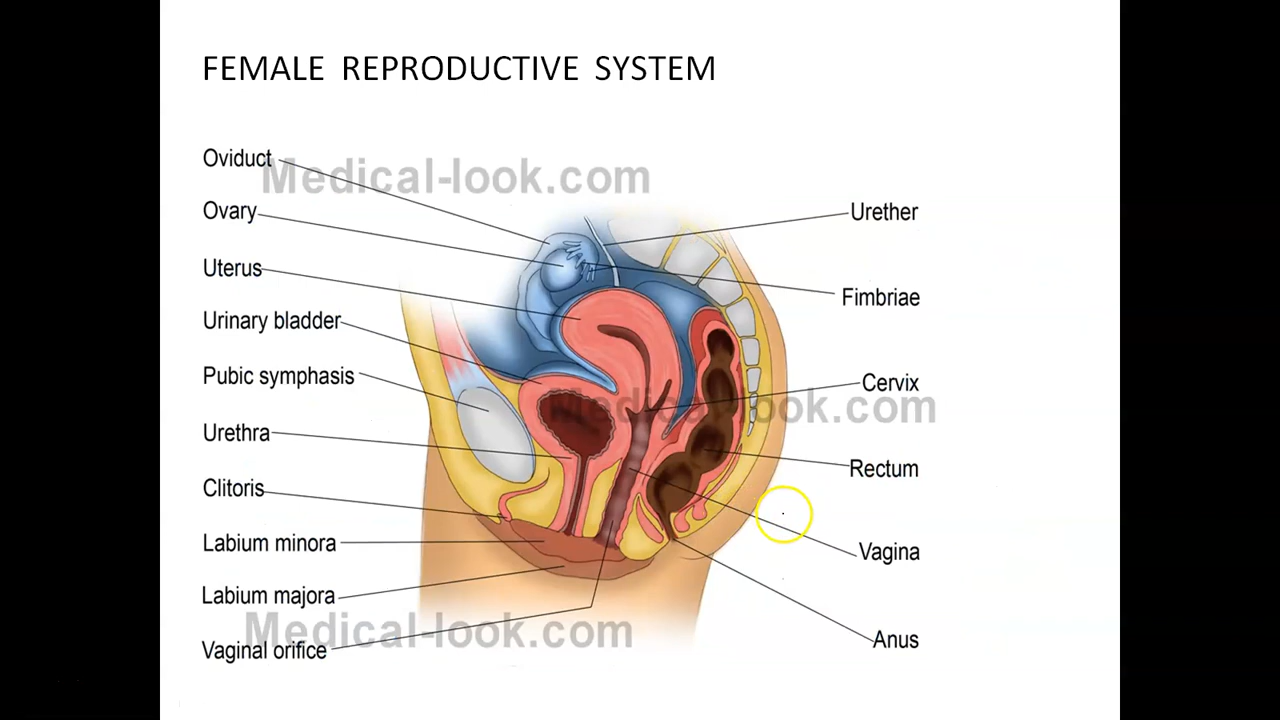 FEMALE REPRODUCTIVE SYSTEM
Oviduct
Medical-look.com
Ovary
Urether
Uterus
Fimbriae
Urinary bladder
Pubic symphasis
Cervix
Medical-look.com
Urethra
Rectum
Clitoris
Labium minora
Vagina
Labium majora
Medical-look.com
Anus
Vaginal orifice